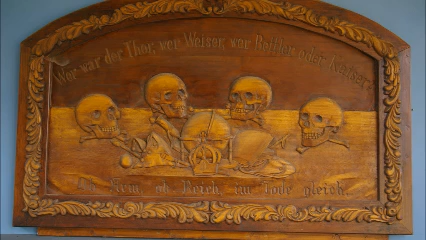 Wer war der Thor, wer Weiser, wer Bettler oder Kaiser?
Ob Arm, ob Reich, im Tode gleich.